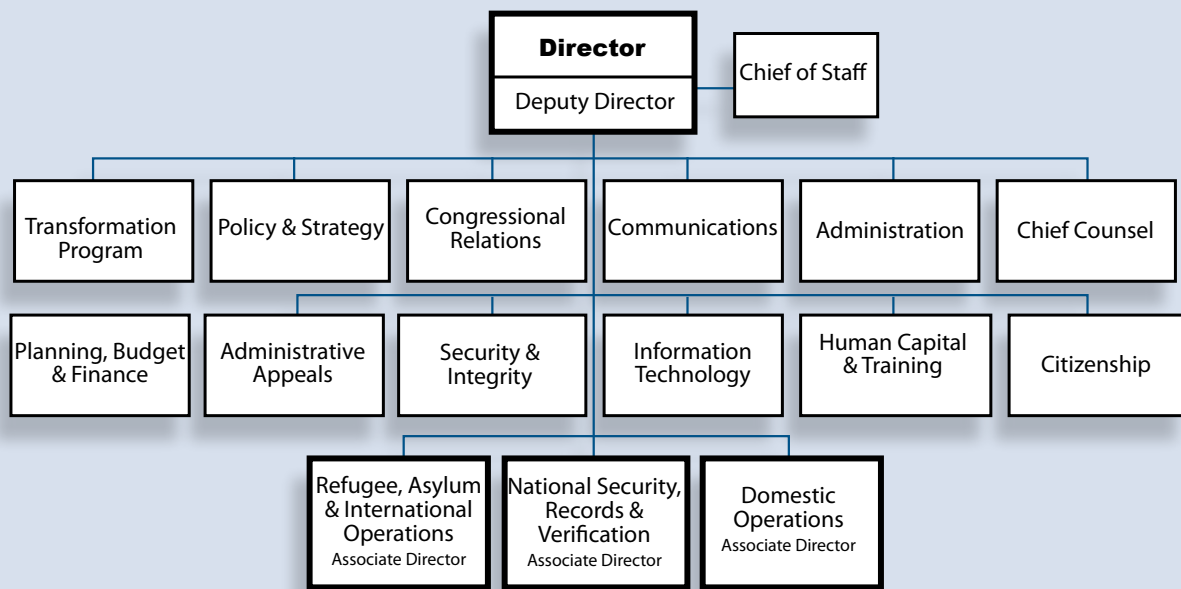 Director
Deputy Director
Chief of Staff
Transformation
Program
Policy & Strategy
Congressional
Relations
Communications
Administration
Chief Counsel
Planning, Budget
& Finance
Administrative
Appeals
Security &
Integrity
Information
Technology
Human Capital
& Training
Citizenship
Refugee, Asylum
& International
Operations
Associate Director
National Security,
Records &
Verification
Associate Director
Domestic
Operations
Associate Director